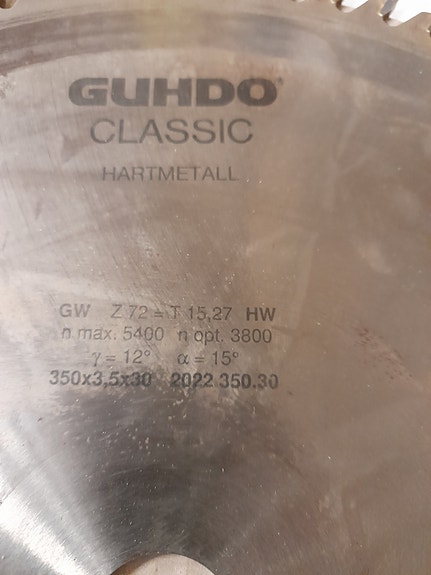 GUHDO®
CLASSIC
HARTMETALL
GW Z 72 = T 15,27 HW
n max. 5400 n opt. 3800
γ = 12° α = 15°
350x3,5x30 2022 350.30